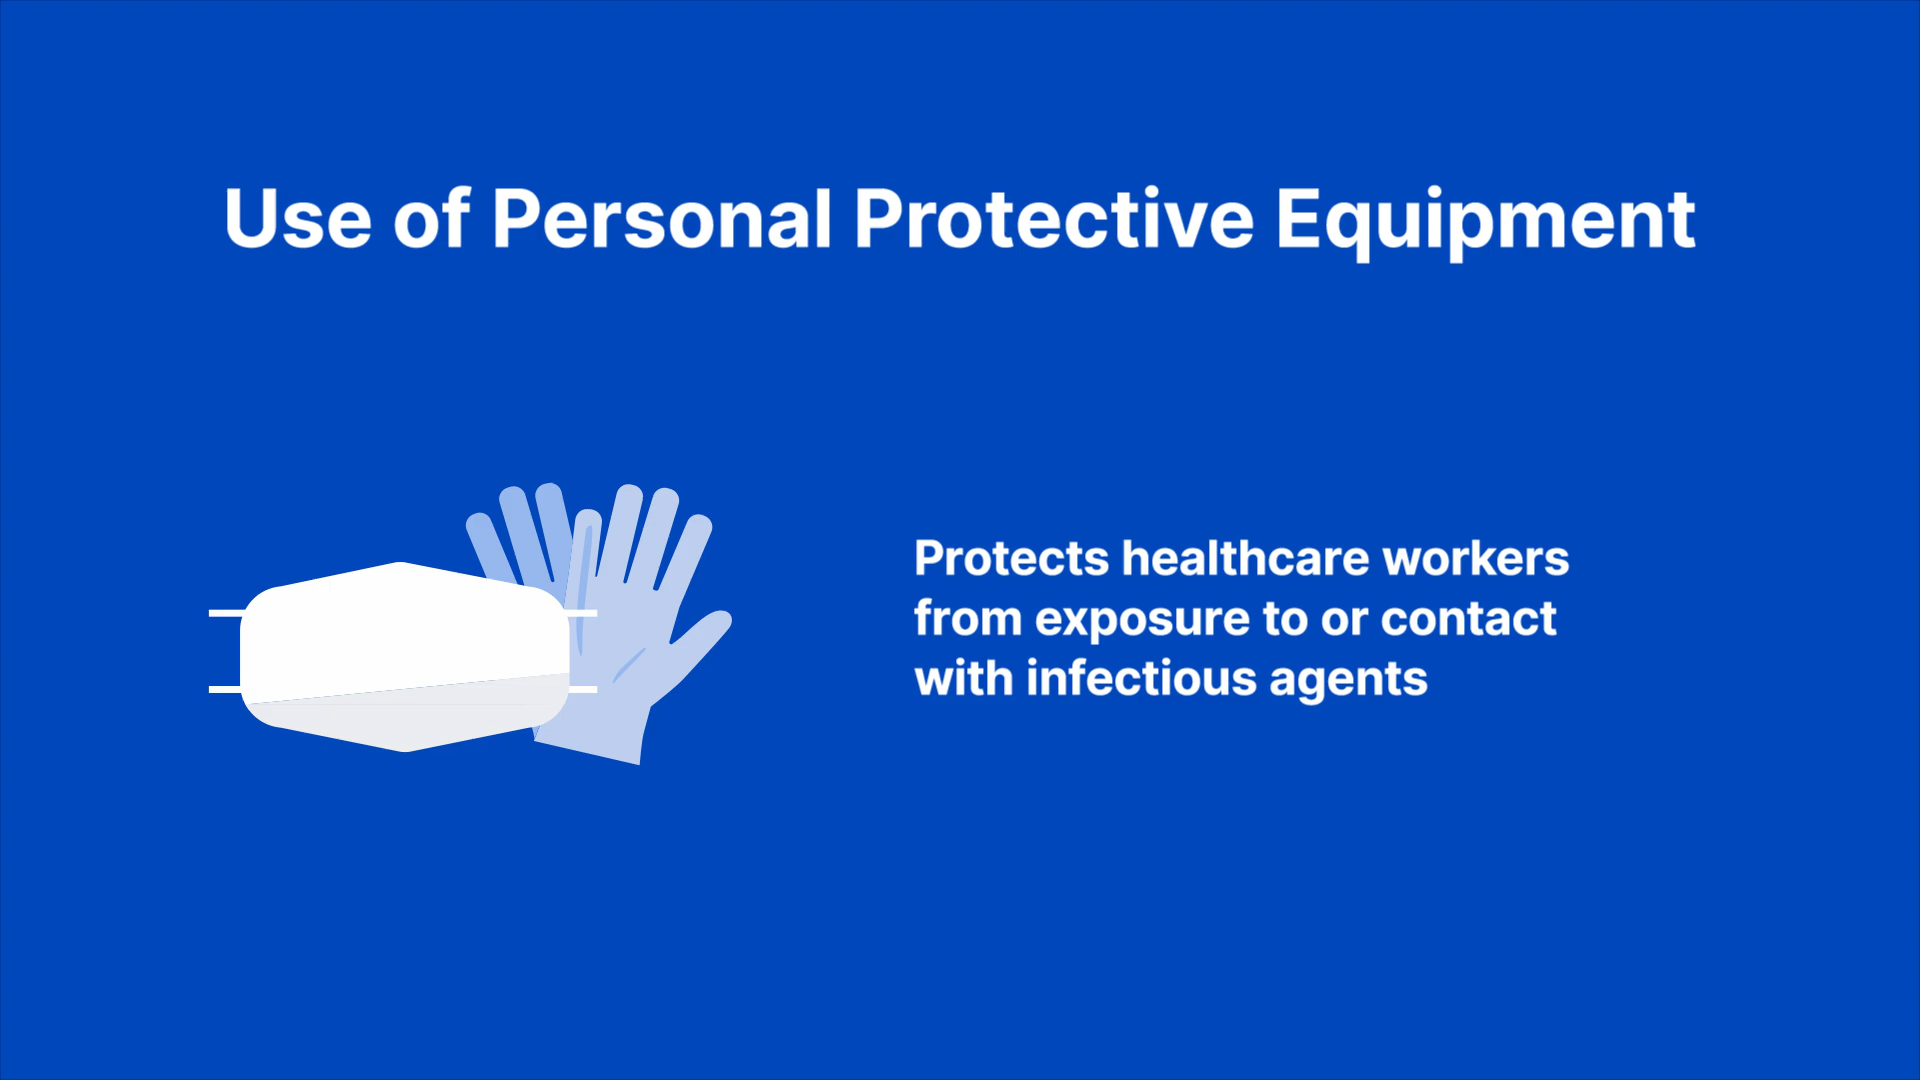 Use of Personal Protective Equipment
Protects healthcare workers
from exposure to or contact
with infectious agents